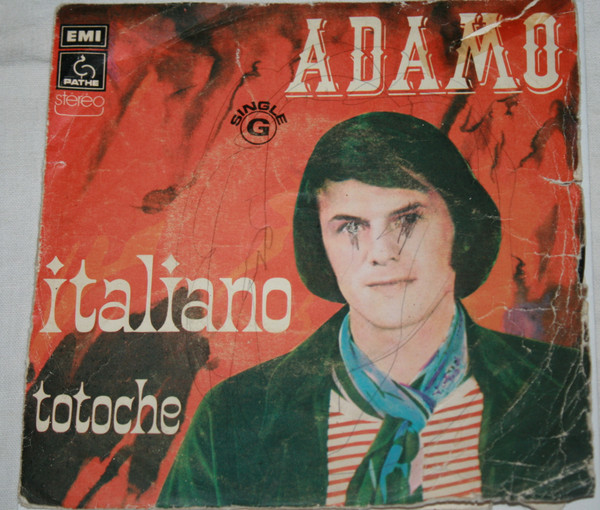 EMI
PATHE
stereo
ADAMO
SINGLE
G
italiano
totoche